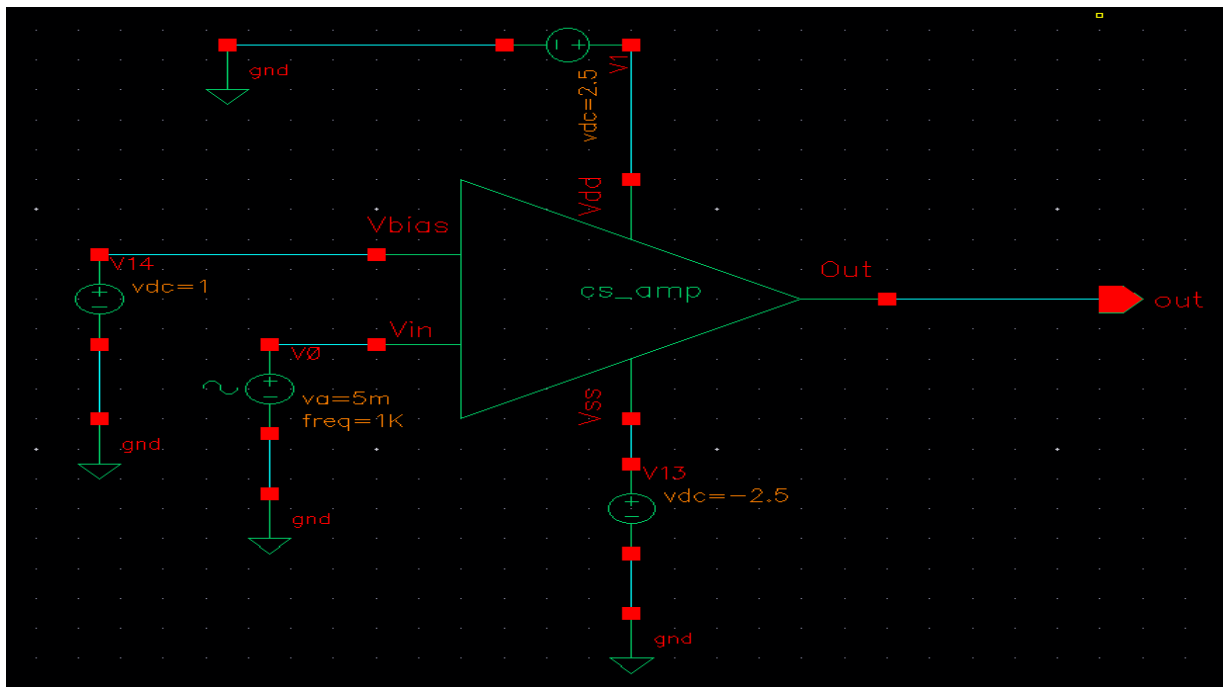 gnd
V1
vdc=2.5
Vdd
Vbias
V14
vdc=1
Out
cs_amp
out
Vin
V0
va=5m
freq=1K
Vss
gnd
V13
vdc=-2.5
gnd
gnd